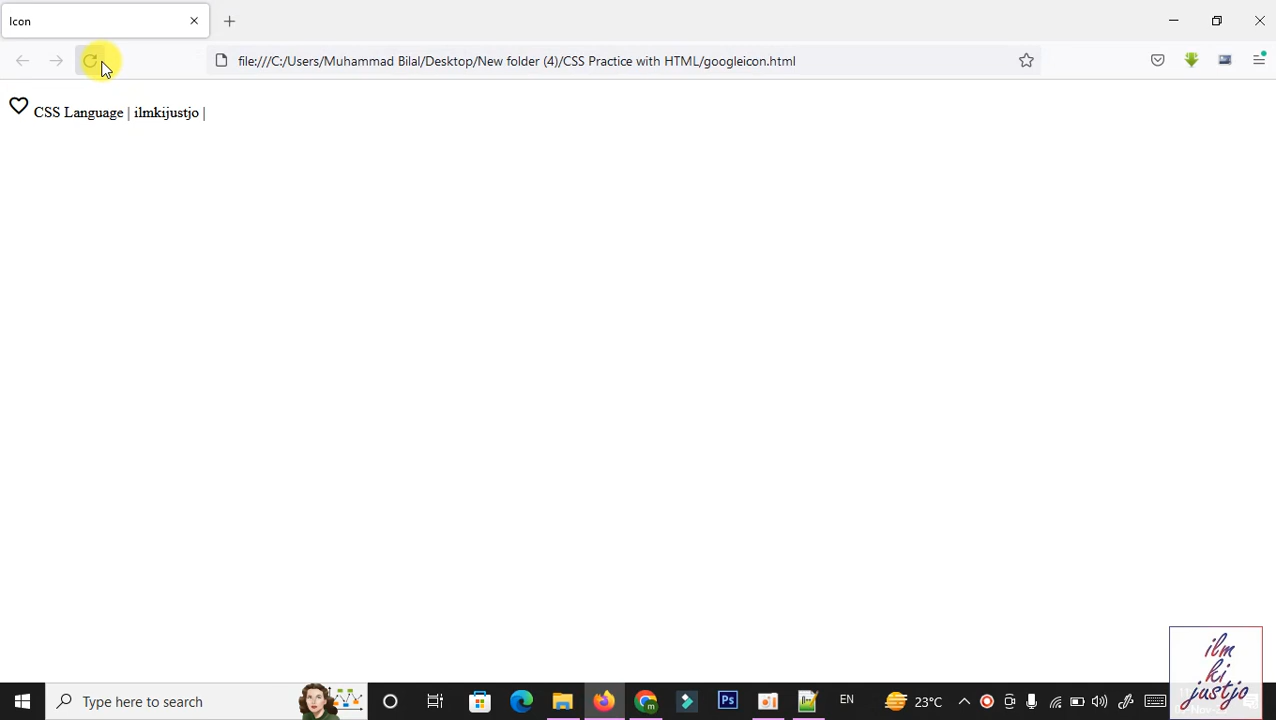 Icon
file:///C:/Users/Muhammad Bilal/Desktop/New folder (4)/CSS Practice with HTML/googleicon.html
CSS Language | ilmkijustjo |
Type here to search
Ps
EN
23°C
ilm
ki
justjo